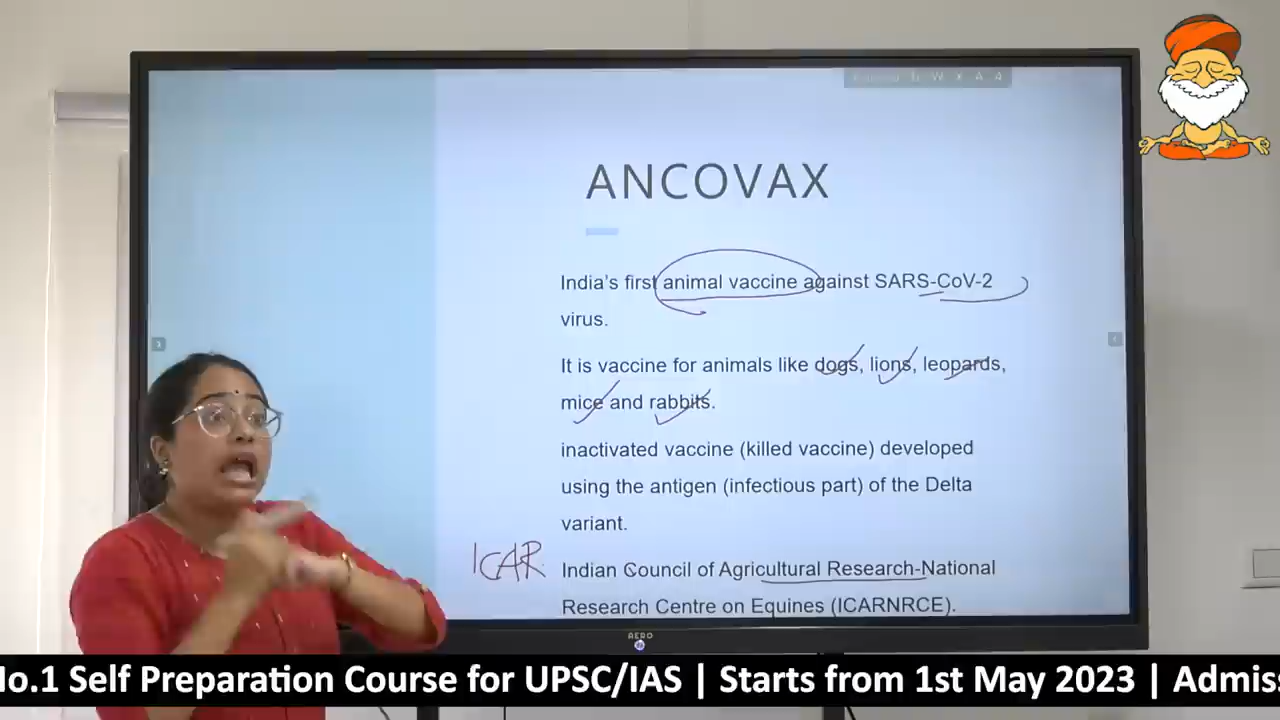 ANCOVAX
India's first animal vaccine against SARS-CoV-2
virus.
It is vaccine for animals like dogs, lions, leopards,
mice and rabbits.
inactivated vaccine (killed vaccine) developed
using the antigen (infectious part) of the Delta
variant.
ICAR
Indian Council of Agricultural Research-National
Research Centre on Equines (ICARNRCE).
AERO
No.1 Self Preparation Course for UPSC/IAS | Starts from 1st May 2023 | Admis